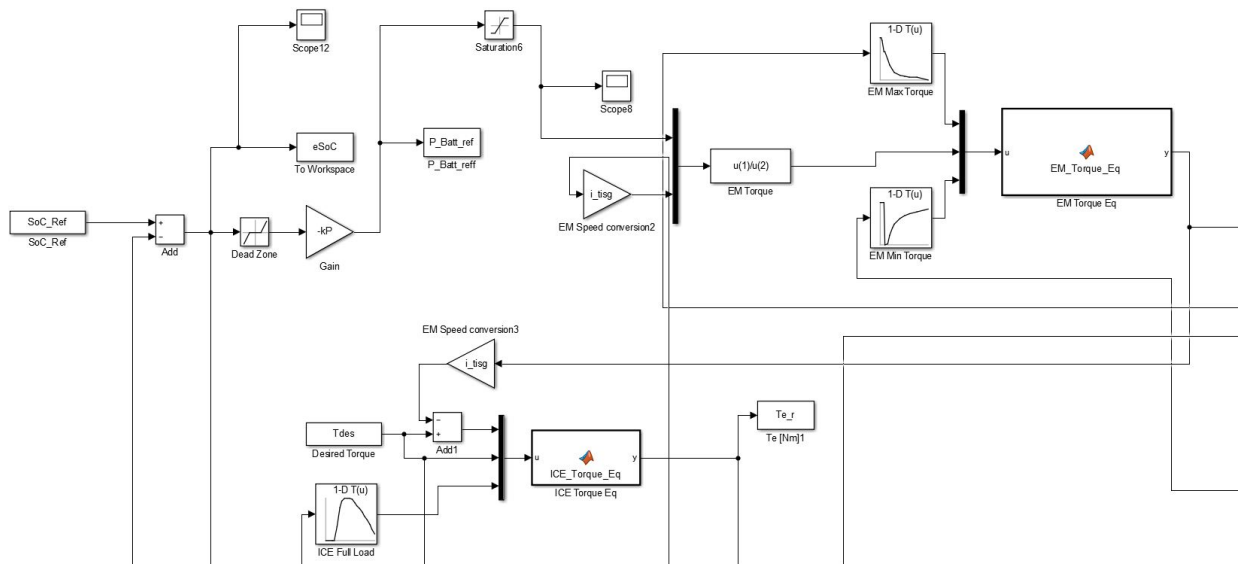 Scope12
Saturation6
Scope8
1-D T(u)
EM Max Torque
eSoC
To Workspace
P_Batt_ref
P_Batt_reff
i_tisg
EM Speed conversion2
u(1)/u(2)
EM Torque
u
EM_Torque_Eq
y
EM Torque Eq
1-D T(u)
EM Min Torque
SoC_Ref
SoC_Ref
+
−
Add
Dead Zone
-kP
Gain
EM Speed conversion3
i_tisg
Tdes
Desired Torque
−
+
Add1
1-D T(u)
ICE Full Load
u
ICE_Torque_Eq
y
ICE Torque Eq
Te_r
Te [Nm]1